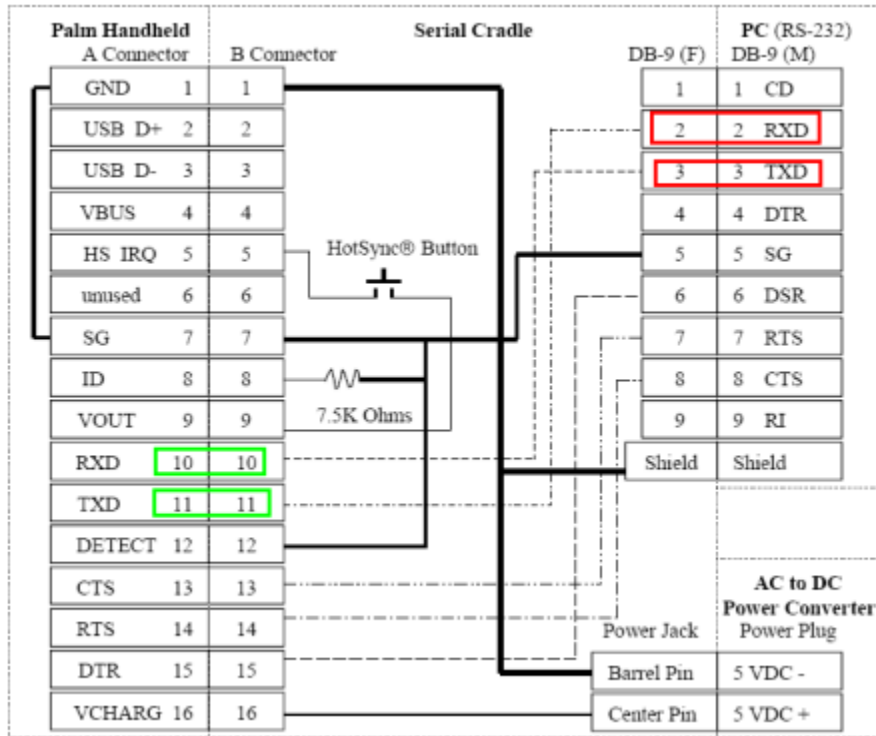 Palm Handheld Serial Cradle PC (RS-232)
A Connector B Connector DB-9 (F) DB-9 (M)
GND 1 1 1 1 CD
USB D+ 2 2 2 2 RXD
USB D- 3 3 3 3 TXD
VBUS 4 4 4 4 DTR
HS IRQ 5 5 HotSync® Button 5 5 SG
unused 6 6 6 6 DSR
SG 7 7 7 7 RTS
ID 8 8 8 8 CTS
VOUT 9 9 7.5K Ohms 9 9 RI
RXD 10 10 Shield Shield
TXD 11 11
DETECT 12 12
CTS 13 13 AC to DC
Power Converter
RTS 14 14 Power Jack Power Plug
DTR 15 15 Barrel Pin 5 VDC -
VCHARG 16 16 Center Pin 5 VDC +